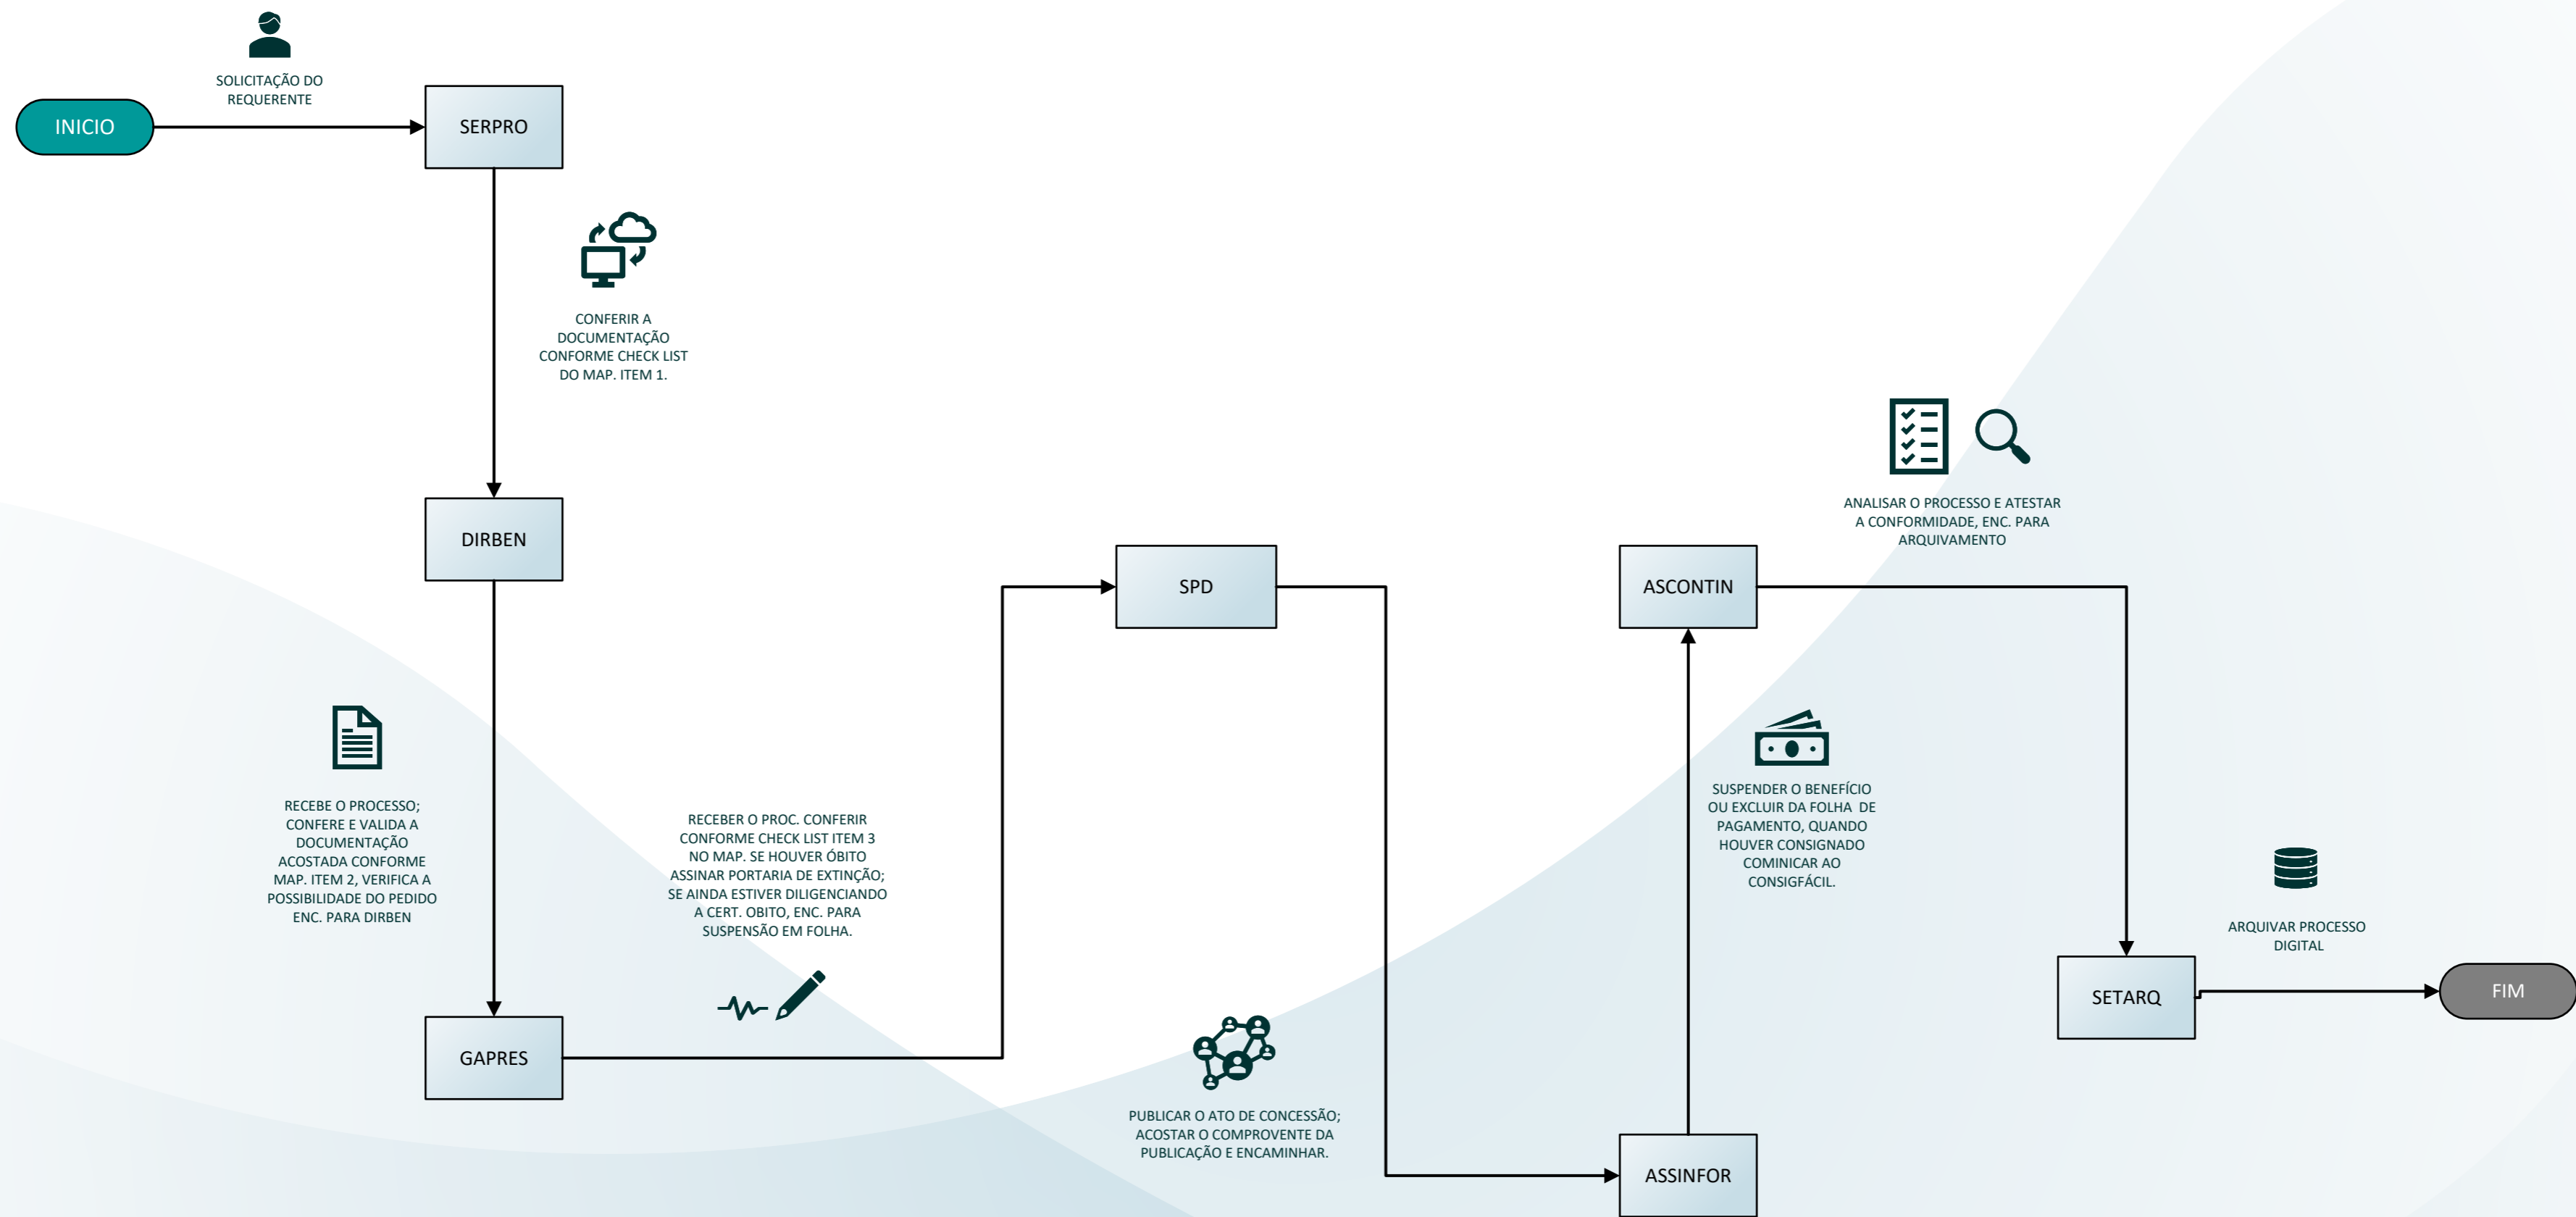 SOLICITAÇÃO DO
REQUERENTE
INICIO
SERPRO
CONFERIR A
DOCUMENTAÇÃO
CONFORME CHECK LIST
DO MAP. ITEM 1.
DIRBEN
RECEBE O PROCESSO;
CONFERE E VALIDA A
DOCUMENTAÇÃO
ACOSTADA CONFORME
MAP. ITEM 2, VERIFICA A
POSSIBILIDADE DO PEDIDO
ENC. PARA DIRBEN
GAPRES
RECEBER O PROC. CONFERIR
CONFORME CHECK LIST ITEM 3
NO MAP. SE HOUVER ÓBITO
ASSINAR PORTARIA DE EXTINÇÃO;
SE AINDA ESTIVER DILIGENCIANDO
A CERT. OBITO, ENC. PARA
SUSPENSÃO EM FOLHA.
SPD
PUBLICAR O ATO DE CONCESSÃO;
ACOSTAR O COMPROVENTE DA
PUBLICAÇÃO E ENCAMINHAR.
ASSINFOR
SUSPENDER O BENEFÍCIO
OU EXCLUIR DA FOLHA DE
PAGAMENTO, QUANDO
HOUVER CONSIGNADO
COMINICAR AO
CONSIGFÁCIL.
ASCONTIN
ANALISAR O PROCESSO E ATESTAR
A CONFORMIDADE, ENC. PARA
ARQUIVAMENTO
SETARQ
ARQUIVAR PROCESSO
DIGITAL
FIM